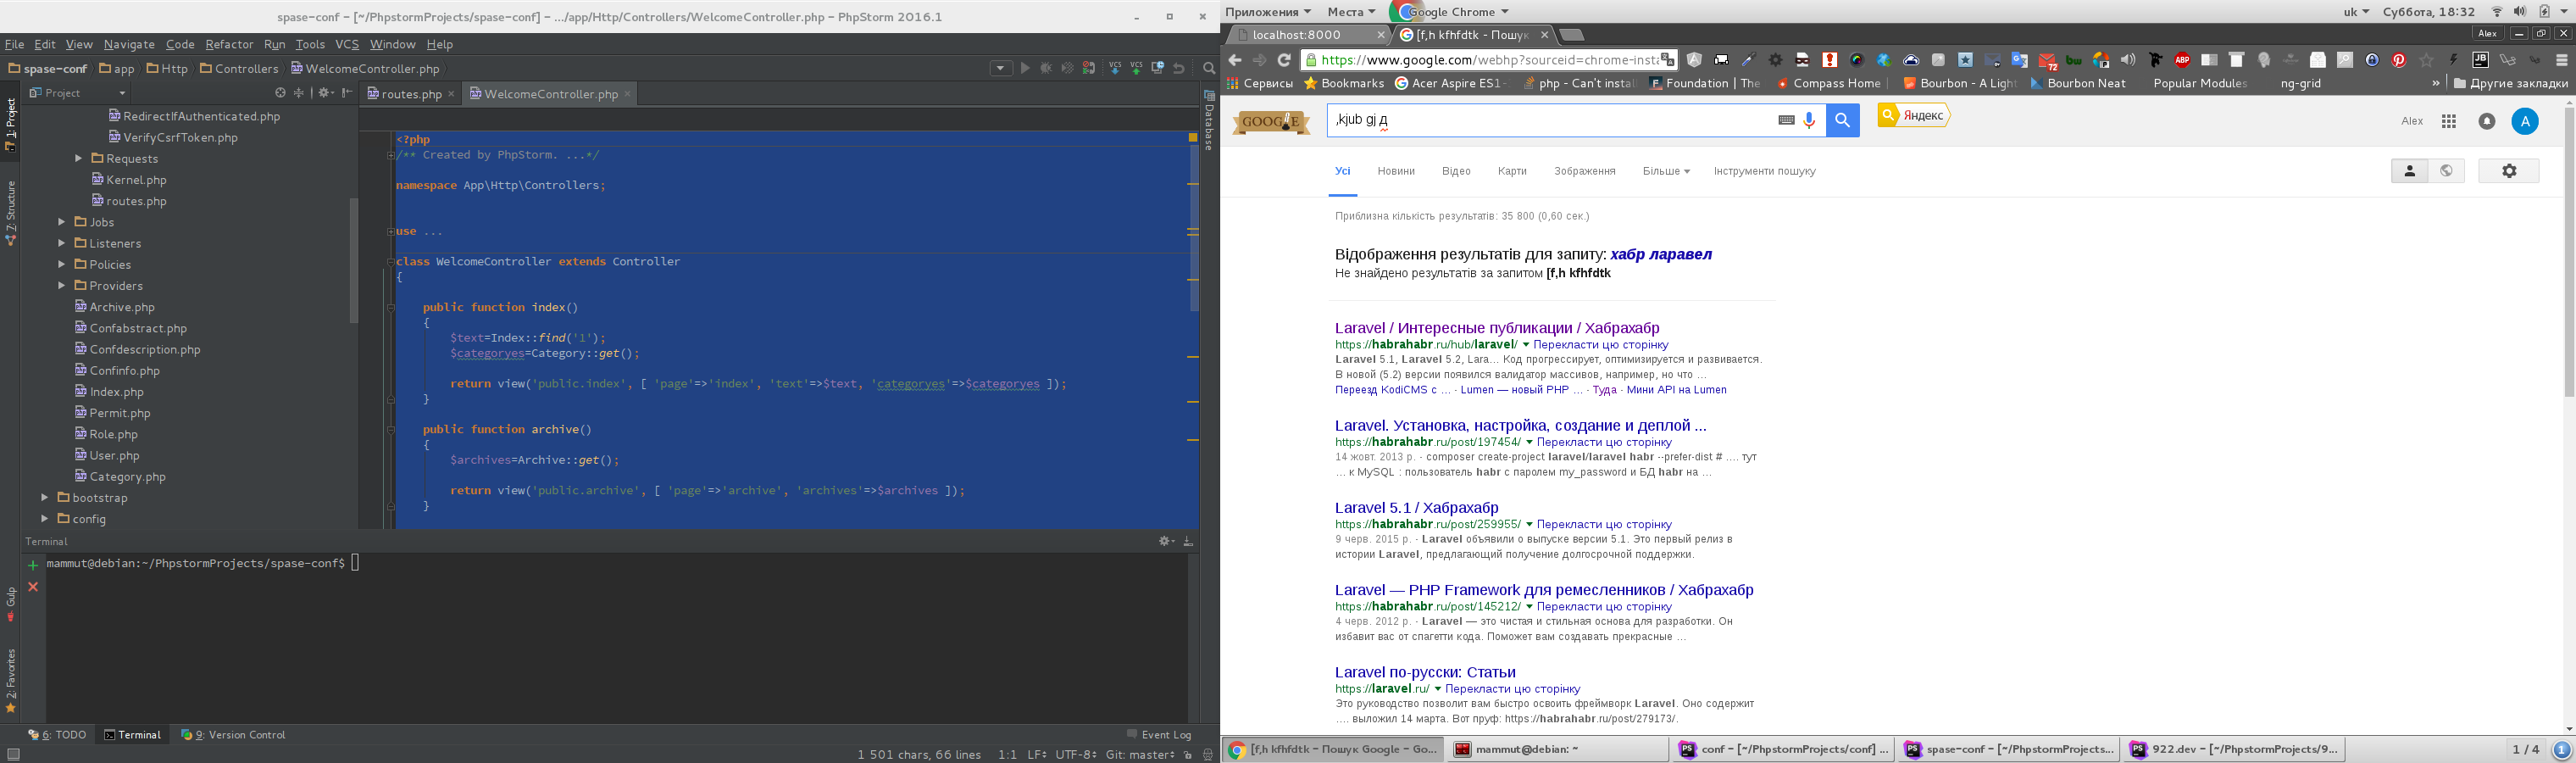 spase-conf – [~/PhpstormProjects/spase-conf] – .../app/Http/Controllers/WelcomeController.php – PhpStorm 2016.1
File Edit View Navigate Code Refactor Run Tools VCS Window Help
spase-conf app Http Controllers WelcomeController.php
VCS VCS
1: Project
7: Structure
Gulp
2: Favorites
Project
RedirectIfAuthenticated.php
VerifyCsrfToken.php
Requests
Kernel.php
routes.php
Jobs
Listeners
Policies
Providers
Archive.php
Confabstract.php
Confdescription.php
Confinfo.php
Index.php
Permit.php
Role.php
User.php
Category.php
bootstrap
config
routes.php WelcomeController.php
Database
<?php
/** Created by PhpStorm. ...*/
namespace App\Http\Controllers;
use ...
class WelcomeController extends Controller
{
public function index()
{
$text=Index::find('1');
$categoryes=Category::get();
return view('public.index', [ 'page'=>'index', 'text'=>$text, 'categoryes'=>$categoryes ]);
}
public function archive()
{
$archives=Archive::get();
return view('public.archive', [ 'page'=>'archive', 'archives'=>$archives ]);
}
Terminal
mammut@debian:~/PhpstormProjects/spase-conf$
6: TODO Terminal 9: Version Control Event Log
1 501 chars, 66 lines 1:1 LF UTF-8 Git: master
Приложения Места Google Chrome uk Суббота, 18:32
localhost:8000 [f,h kfhfdtk - Пошук Alex
https://www.google.com/webhp?sourceid=chrome-insta
72 ABP JB
Сервисы Bookmarks Acer Aspire ES1- php - Can't instal Foundation | The Compass Home Bourbon - A Light Bourbon Neat Popular Modules ng-grid » Другие закладки
GOOGLE ,kjub gj д Яндекс Alex A
Усі Новини Відео Карти Зображення Більше Інструменти пошуку
Приблизна кількість результатів: 35 800 (0,60 сек.)
Відображення результатів для запиту: хабр ларавел
Не знайдено результатів за запитом [f,h kfhfdtk
Laravel / Интересные публикации / Хабрахабр
https://habrahabr.ru/hub/laravel/ Перекласти цю сторінку
Laravel 5.1, Laravel 5.2, Lara... Код прогрессирует, оптимизируется и развивается.
В новой (5.2) версии появился валидатор массивов, например, но что ...
Переезд KodiCMS с ... - Lumen — новый PHP ... - Туда - Мини API на Lumen
Laravel. Установка, настройка, создание и деплой ...
https://habrahabr.ru/post/197454/ Перекласти цю сторінку
14 жовт. 2013 р. - composer create-project laravel/laravel habr --prefer-dist # .... тут
... к MySQL : пользователь habr с паролем my_password и БД habr на ...
Laravel 5.1 / Хабрахабр
https://habrahabr.ru/post/259955/ Перекласти цю сторінку
9 черв. 2015 р. - Laravel объявили о выпуске версии 5.1. Это первый релиз в
истории Laravel, предлагающий получение долгосрочной поддержки.
Laravel — PHP Framework для ремесленников / Хабрахабр
https://habrahabr.ru/post/145212/ Перекласти цю сторінку
4 черв. 2012 р. - Laravel — это чистая и стильная основа для разработки. Он
избавит вас от спагетти кода. Поможет вам создавать прекрасные ...
Laravel по-русски: Статьи
https://laravel.ru/ Перекласти цю сторінку
Это руководство позволит вам быстро освоить фреймворк Laravel. Оно содержит
.... выложил 14 марта. Вот пруф: https://habrahabr.ru/post/279173/.
[f,h kfhfdtk – Пошук Google – Go... mammut@debian: ~ conf – [~/PhpstormProjects/conf] ... spase-conf – [~/PhpstormProjects... 922.dev – [~/PhpstormProjects/9... 1 / 4 1